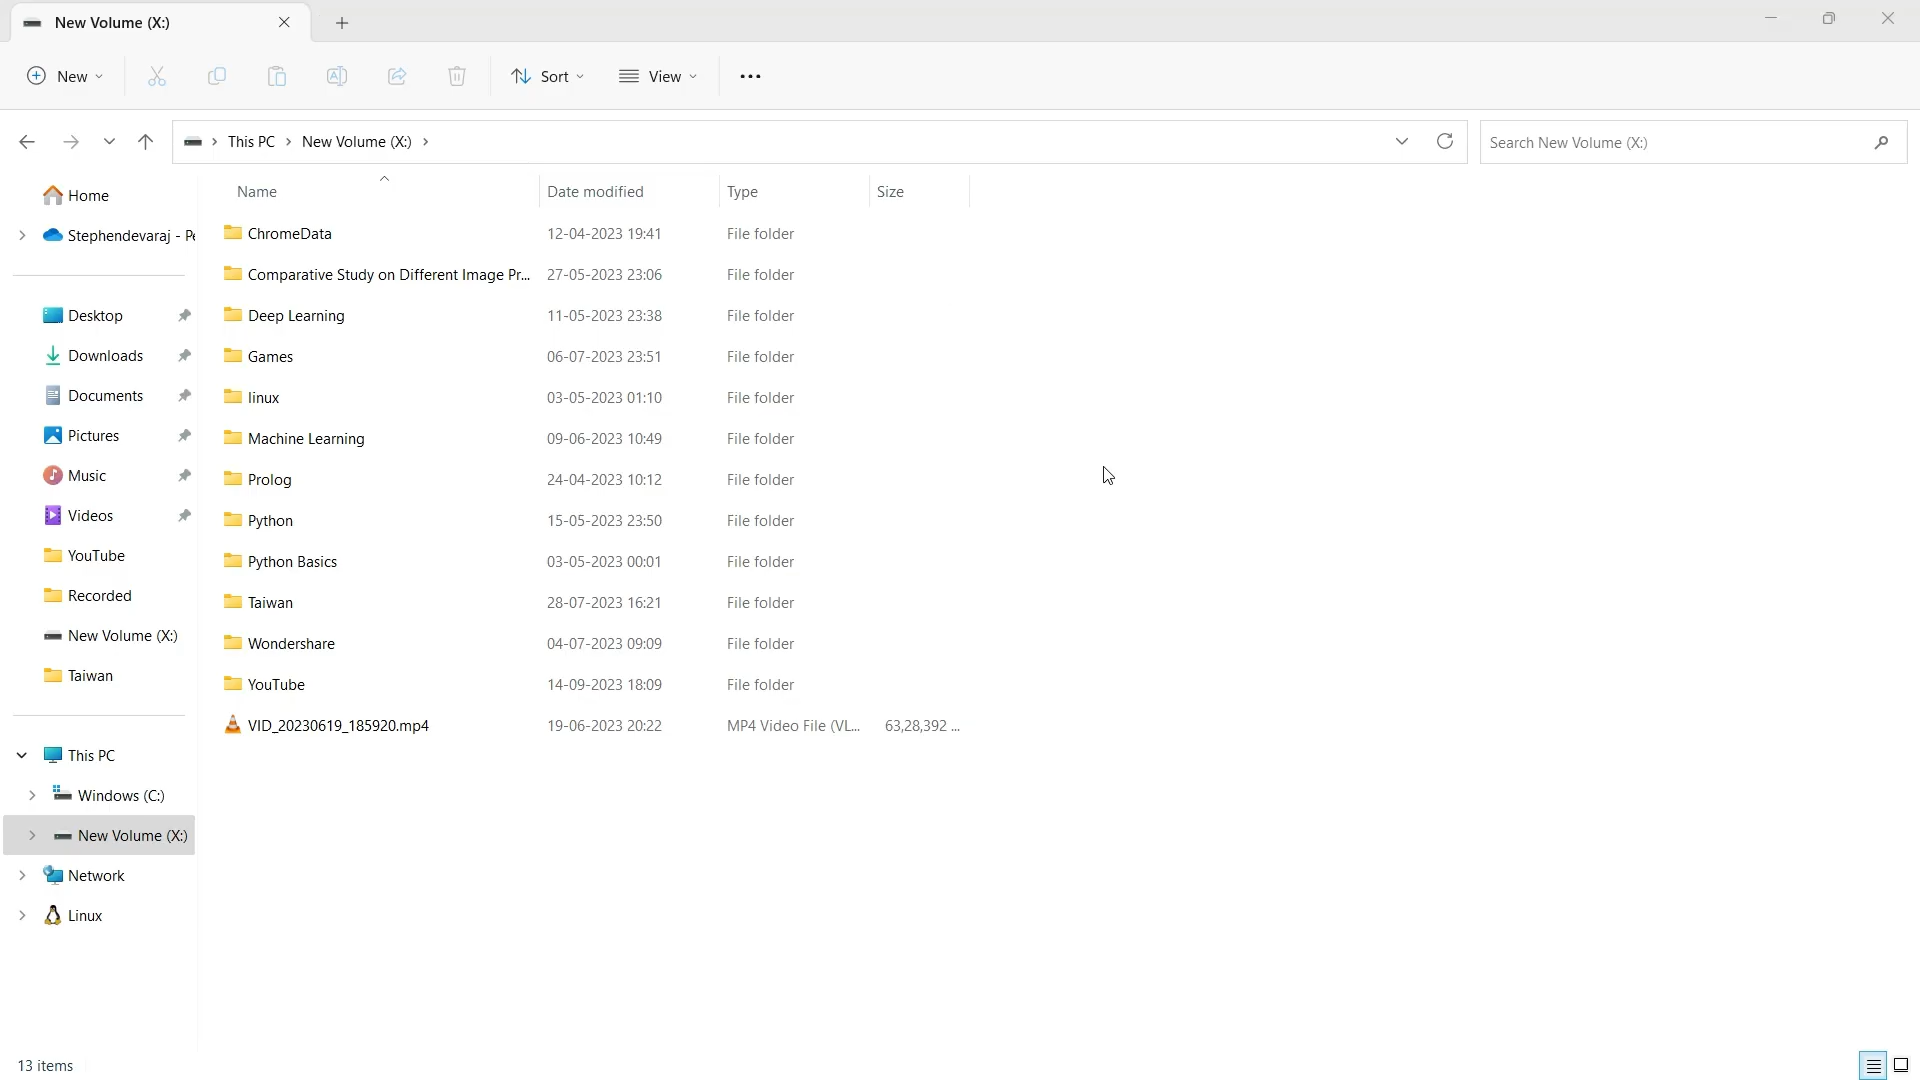 New Volume (X:)
New
Sort
View
This PC
New Volume (X:)
Search New Volume (X:)
Home
Stephendevaraj - Pe
Desktop
Downloads
Documents
Pictures
Music
Videos
YouTube
Recorded
New Volume (X:)
Taiwan
This PC
Windows (C:)
New Volume (X:)
Network
Linux
Name Date modified Type Size
ChromeData 12-04-2023 19:41 File folder
Comparative Study on Different Image Pr... 27-05-2023 23:06 File folder
Deep Learning 11-05-2023 23:38 File folder
Games 06-07-2023 23:51 File folder
linux 03-05-2023 01:10 File folder
Machine Learning 09-06-2023 10:49 File folder
Prolog 24-04-2023 10:12 File folder
Python 15-05-2023 23:50 File folder
Python Basics 03-05-2023 00:01 File folder
Taiwan 28-07-2023 16:21 File folder
Wondershare 04-07-2023 09:09 File folder
YouTube 14-09-2023 18:09 File folder
VID_20230619_185920.mp4 19-06-2023 20:22 MP4 Video File (VL... 63,28,392 ...
13 items